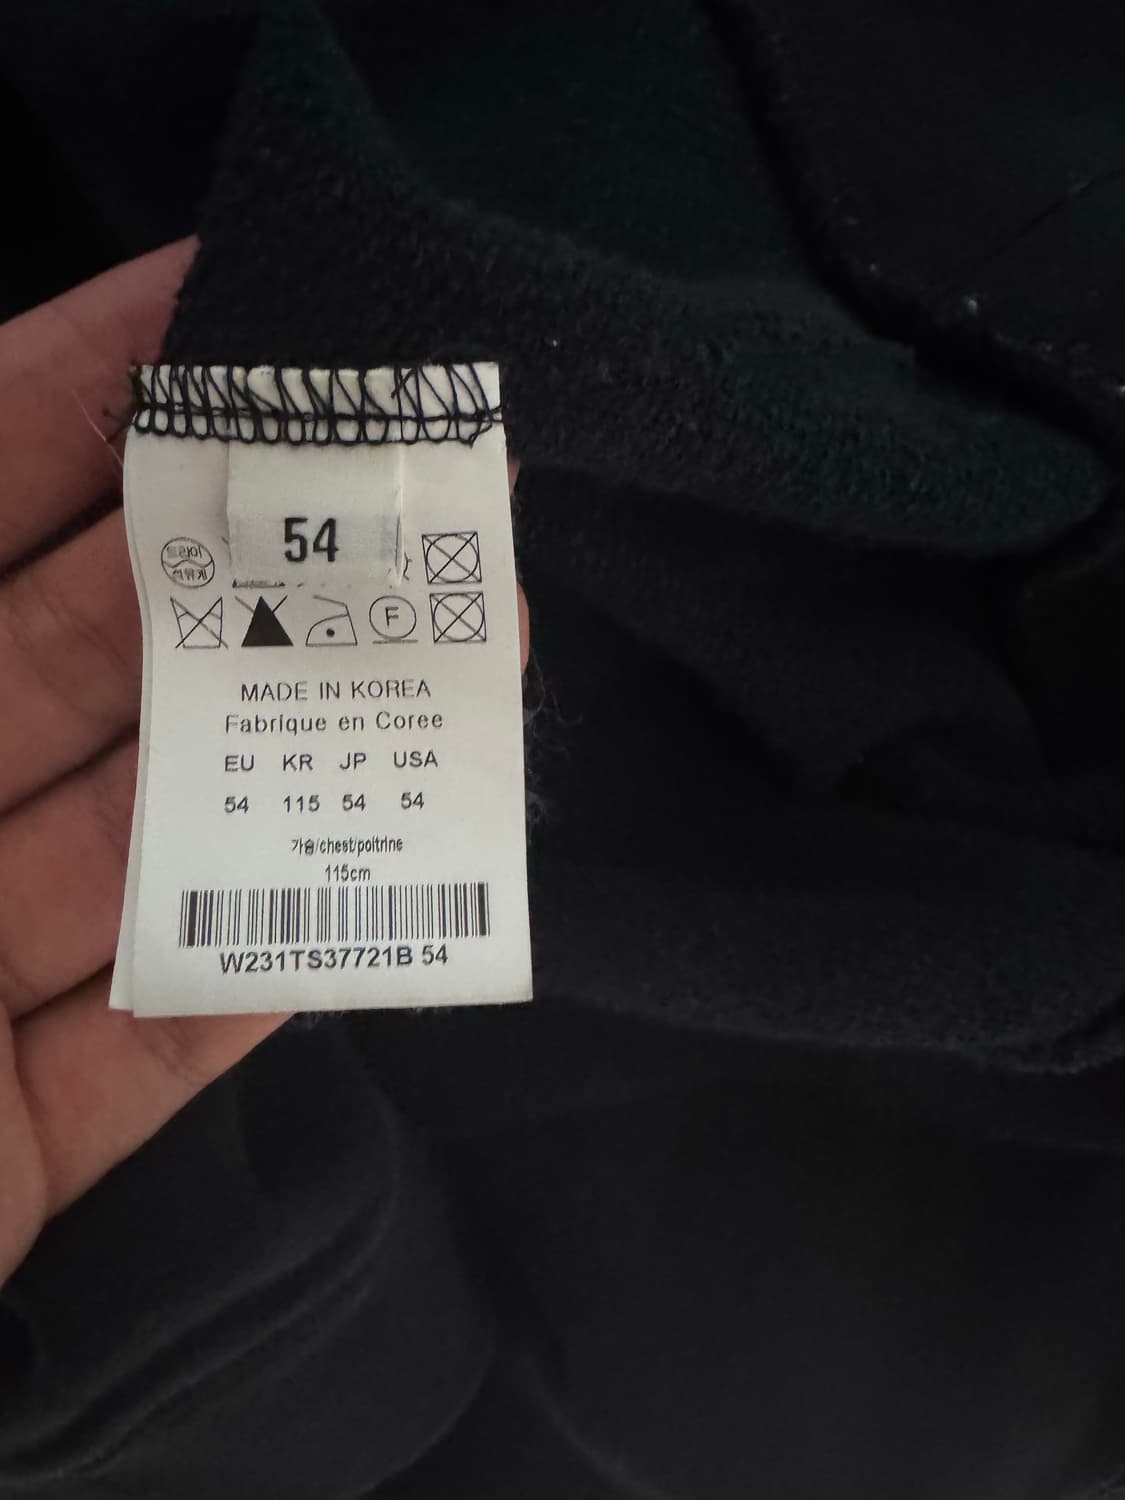 54
F
MADE IN KOREA
Fabrique en Coree
EU KR JP USA
54 115 54 54
가슴/chest/poitrine
115cm
W231TS37721B 54